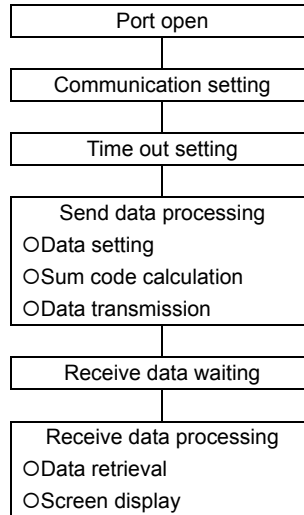 Port open
Communication setting
Time out setting
Send data processing
○Data setting
○Sum code calculation
○Data transmission
Receive data waiting
Receive data processing
○Data retrieval
○Screen display